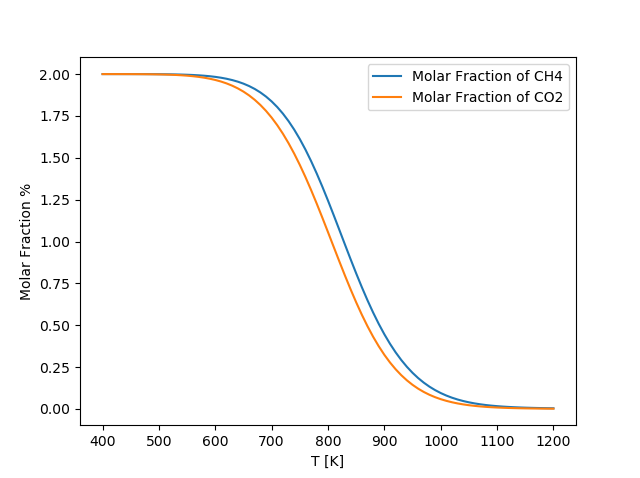 Molar Fraction of CH4
Molar Fraction of CO2
Molar Fraction %
2.00
1.75
1.50
1.25
1.00
0.75
0.50
0.25
0.00
400 500 600 700 800 900 1000 1100 1200
T [K]